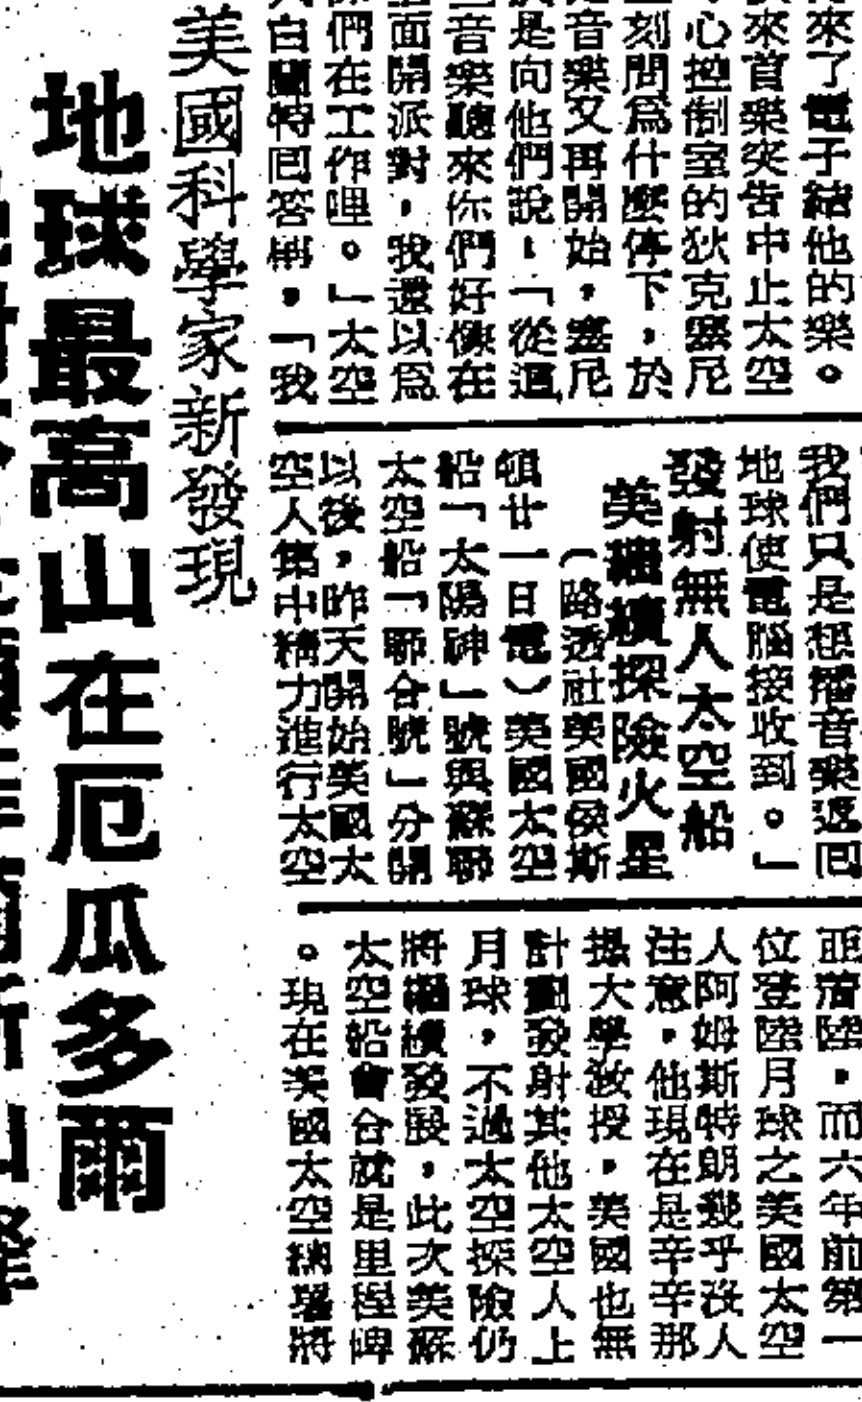 來了電子結他的樂。
來音樂突告中止太空
心控制室的狄克塞尼
刻問爲什麼停下，於
音樂又再開始，塞尼
是向他們說：「從這
音樂聽來你們好像在
面開派對，我還以爲
們在工作哩。」太空
白蘭特回答稱，「我
我們只是想播音樂返回
地球使電腦接收到。」
發射無人太空船
美繼續探險火星
（路透社美國侯斯
頓廿一日電）美國太空
船「太陽神」號與蘇聯
太空船「聯合號」分開
以後，昨天開始美國太
空人集中精力進行太空
面着陸，而六年前第一
位登陸月球之美國太空
人阿姆斯特朗幾乎沒人
注意，他現在是辛辛那
提大學敎授，美國也無
計劃發射其他太空人上
月球，不過太空探險仍
將繼續發展，此次美蘇
太空船會合就是里程碑
。現在美國太空總署將
美國科學家新發現
地球最高山在厄瓜多爾